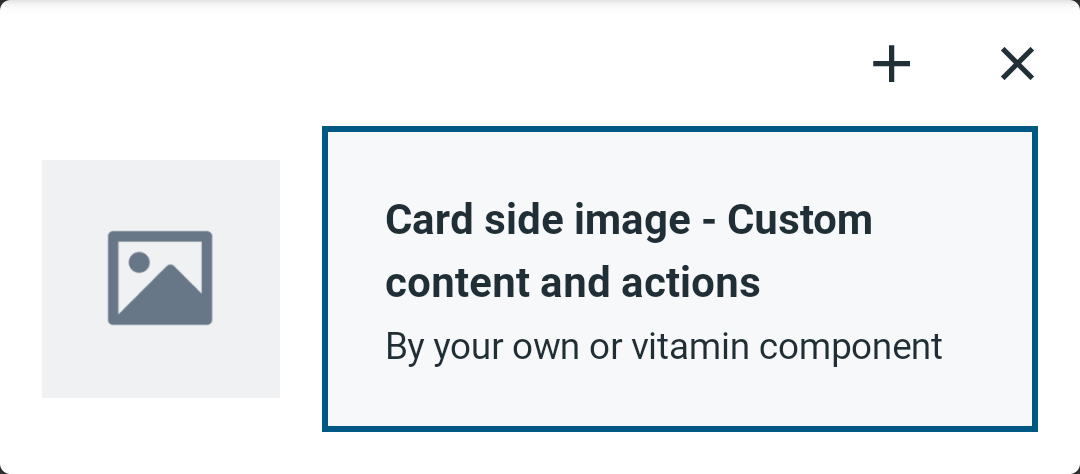 Card side image - Custom
content and actions
By your own or vitamin component